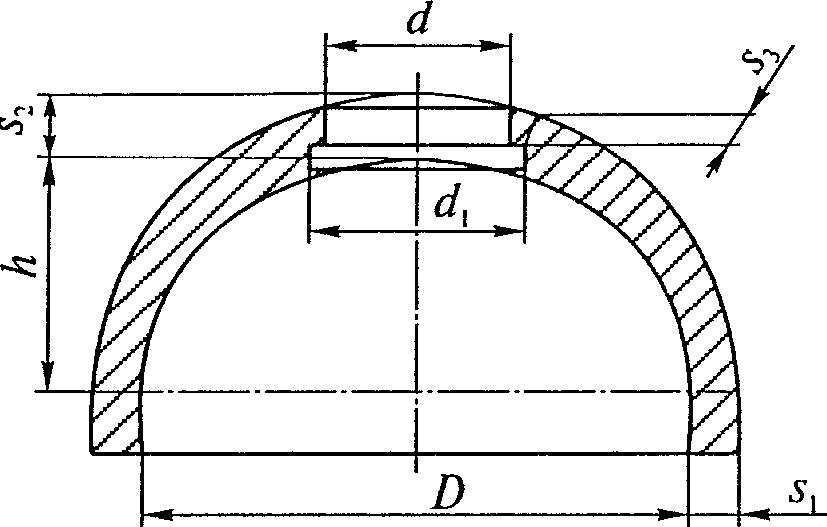 d
s₃
s₂
d₁
h
D
s₁